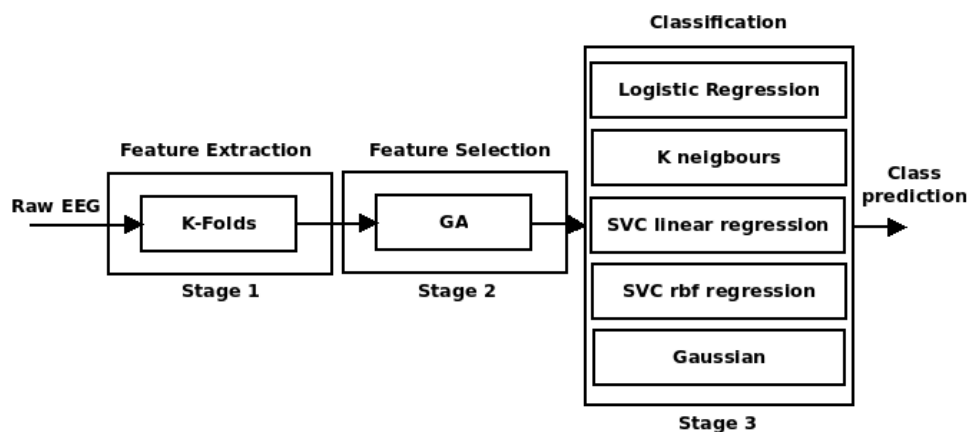 Classification
Logistic Regression
Feature Extraction
Feature Selection
K neigbours
Raw EEG
K-Folds
GA
SVC linear regression
Class
prediction
Stage 1
Stage 2
SVC rbf regression
Gaussian
Stage 3